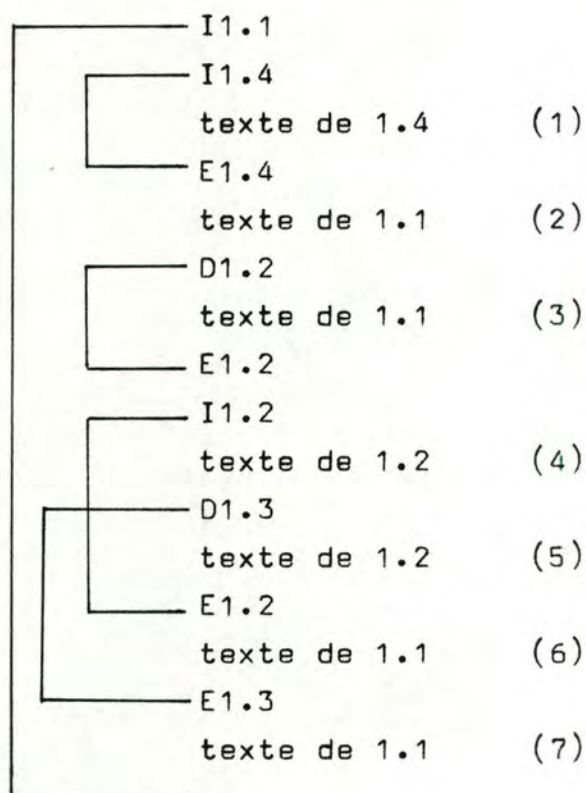 I1.1
I1.4
texte de 1.4 (1)
E1.4
texte de 1.1 (2)
D1.2
texte de 1.1 (3)
E1.2
I1.2
texte de 1.2 (4)
D1.3
texte de 1.2 (5)
E1.2
texte de 1.1 (6)
E1.3
texte de 1.1 (7)